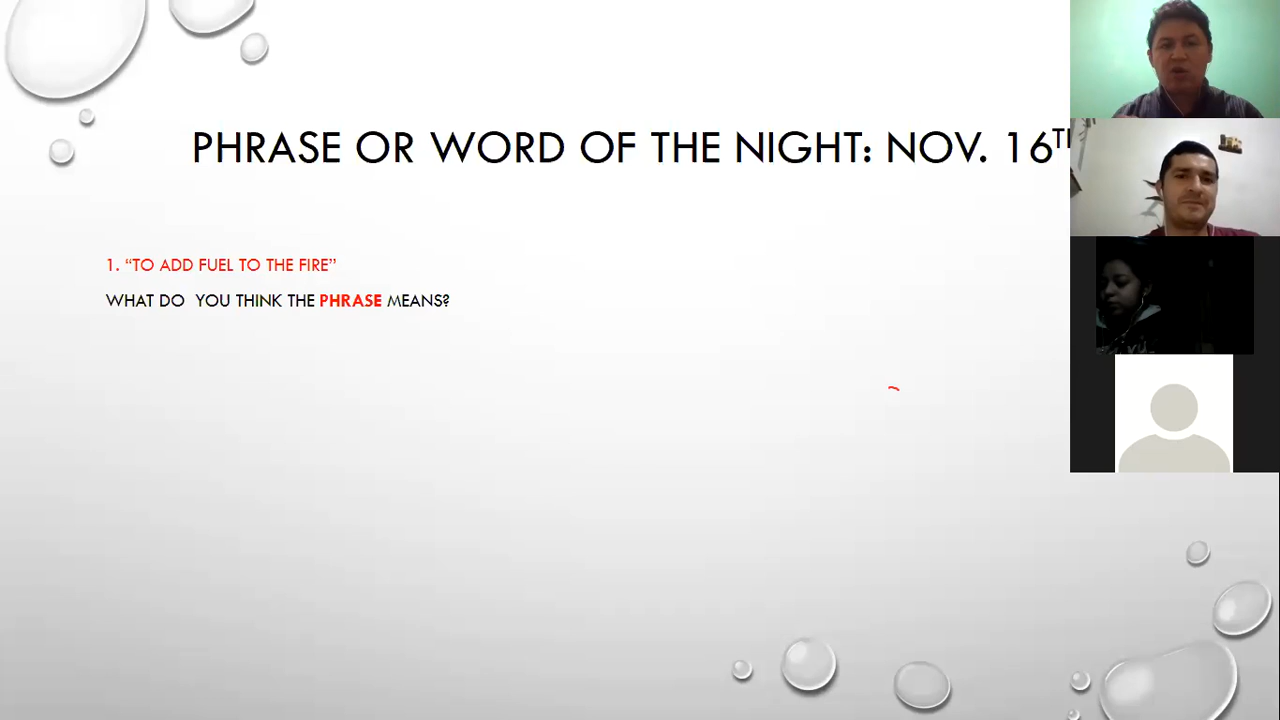 PHRASE OR WORD OF THE NIGHT: NOV. 16TH
1. “TO ADD FUEL TO THE FIRE”
WHAT DO YOU THINK THE PHRASE MEANS?